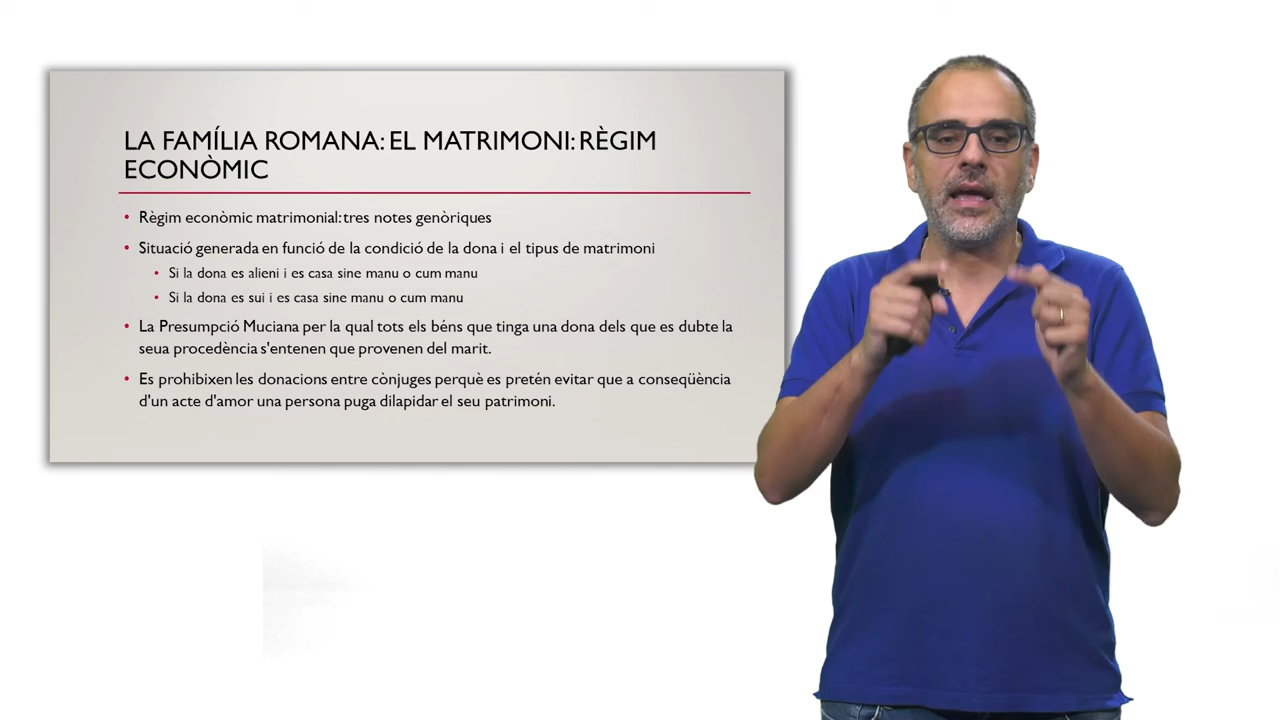 LA FAMÍLIA ROMANA: EL MATRIMONI: RÈGIM
ECONÒMIC
• Règim econòmic matrimonial: tres notes genòriques
• Situació generada en funció de la condició de la dona i el tipus de matrimoni
• Si la dona es alieni i es casa sine manu o cum manu
• Si la dona es sui i es casa sine manu o cum manu
• La Presumpció Muciana per la qual tots els béns que tinga una dona dels que es dubte la
seua procedència s'entenen que provenen del marit.
• Es prohibixen les donacions entre cònjuges perquè es pretén evitar que a conseqüència
d'un acte d'amor una persona puga dilapidar el seu patrimoni.